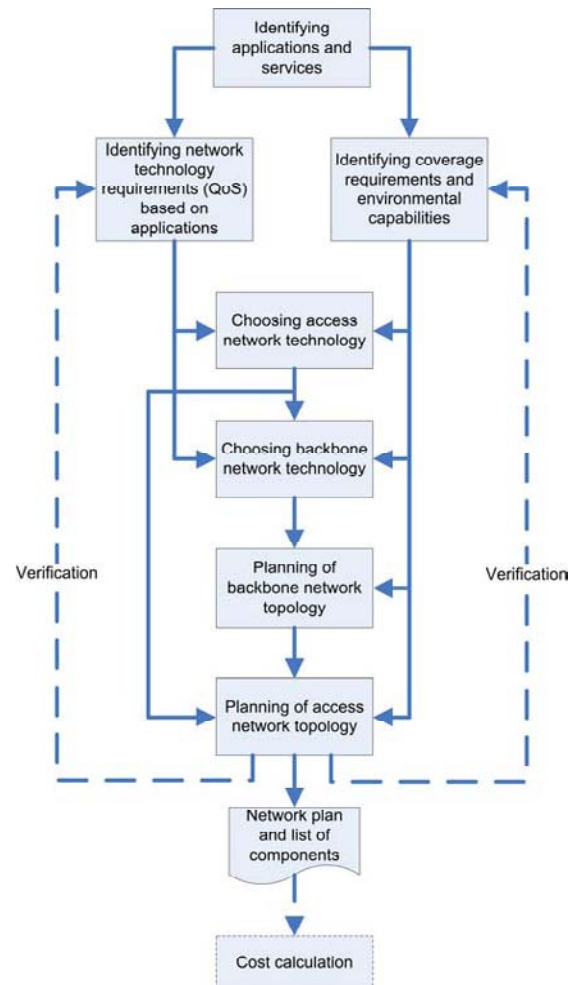 Identifying
applications and
services
Identifying network
technology
requirements (QoS)
based on
applications
Identifying coverage
requirements and
environmental
capabilities
Choosing access
network technology
Choosing backbone
network technology
Planning of
backbone network
topology
Verification
Verification
Planning of access
network topology
Network plan
and list of
components
Cost calculation